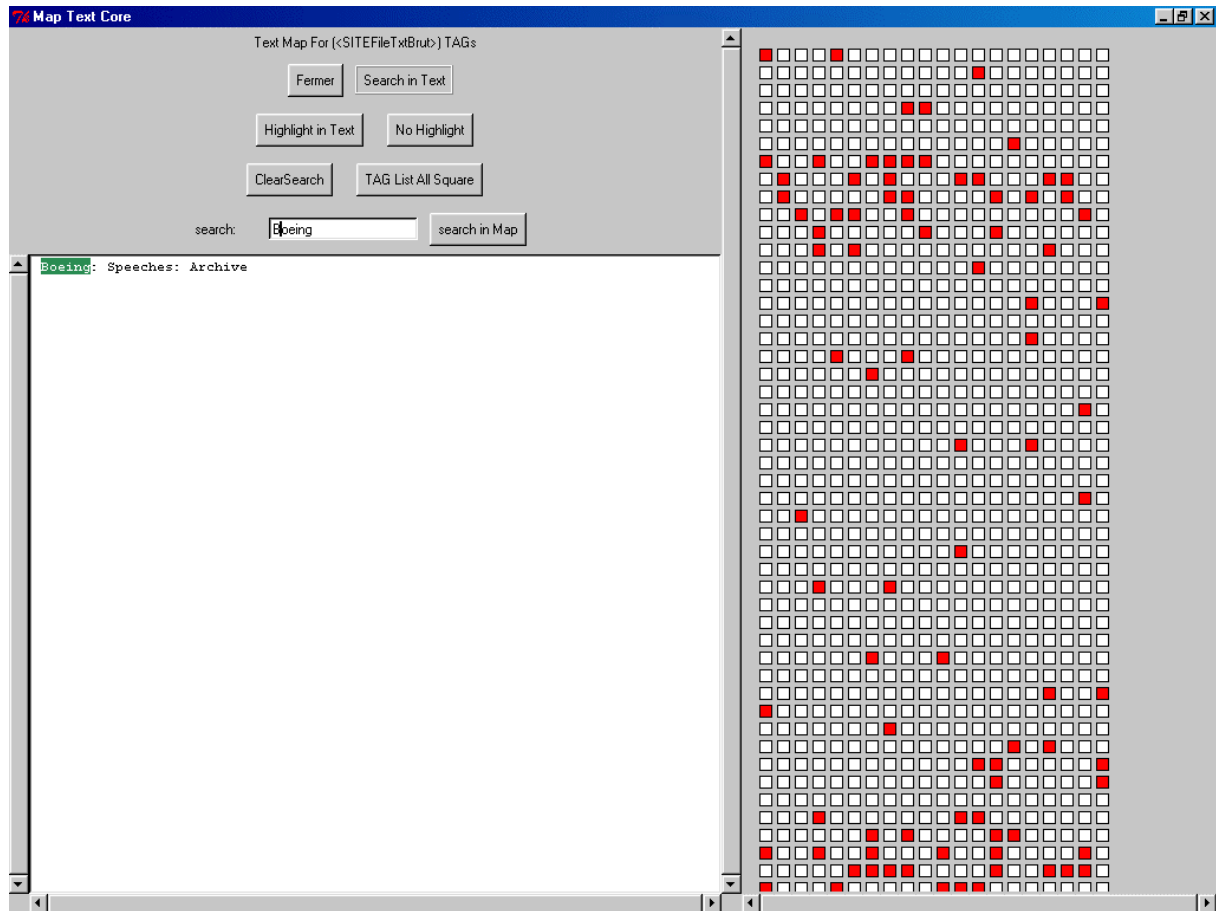 Map Text Core
Text Map For (<SITEFileTxtBrut>) TAGs
Fermer Search in Text
Highlight in Text No Highlight
ClearSearch TAG List All Square
search: Boeing search in Map
Boeing: Speeches: Archive